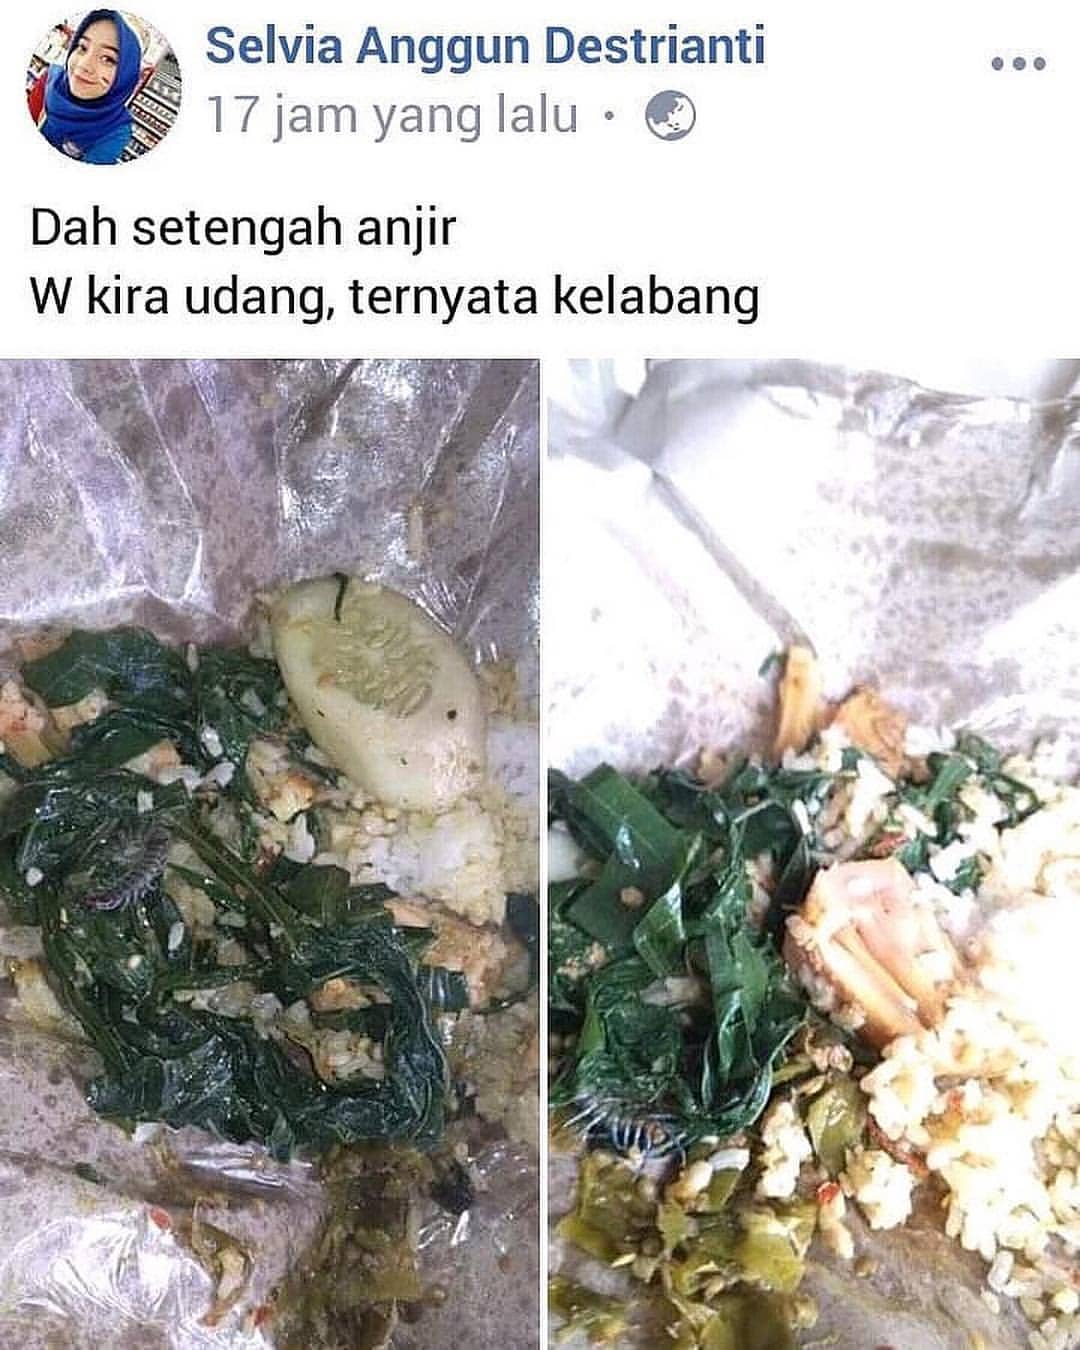 Selvia Anggun Destrianti
17 jam yang lalu
Dah setengah anjir
W kira udang, ternyata kelabang